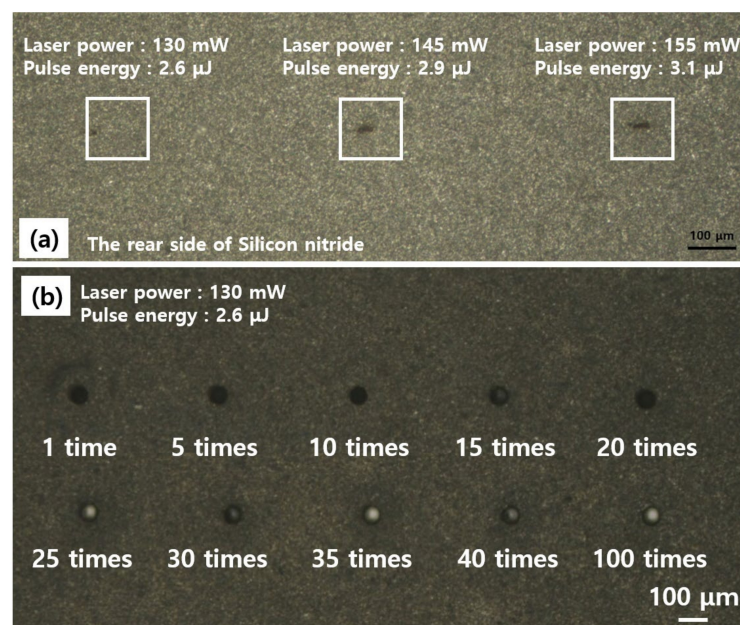 Laser power : 130 mW
Pulse energy : 2.6 µJ
Laser power : 145 mW
Pulse energy : 2.9 µJ
Laser power : 155 mW
Pulse energy : 3.1 µJ
(a)
The rear side of Silicon nitride
100 µm
(b)
Laser power : 130 mW
Pulse energy : 2.6 µJ
1 time
5 times
10 times
15 times
20 times
25 times
30 times
35 times
40 times
100 times
100 µm